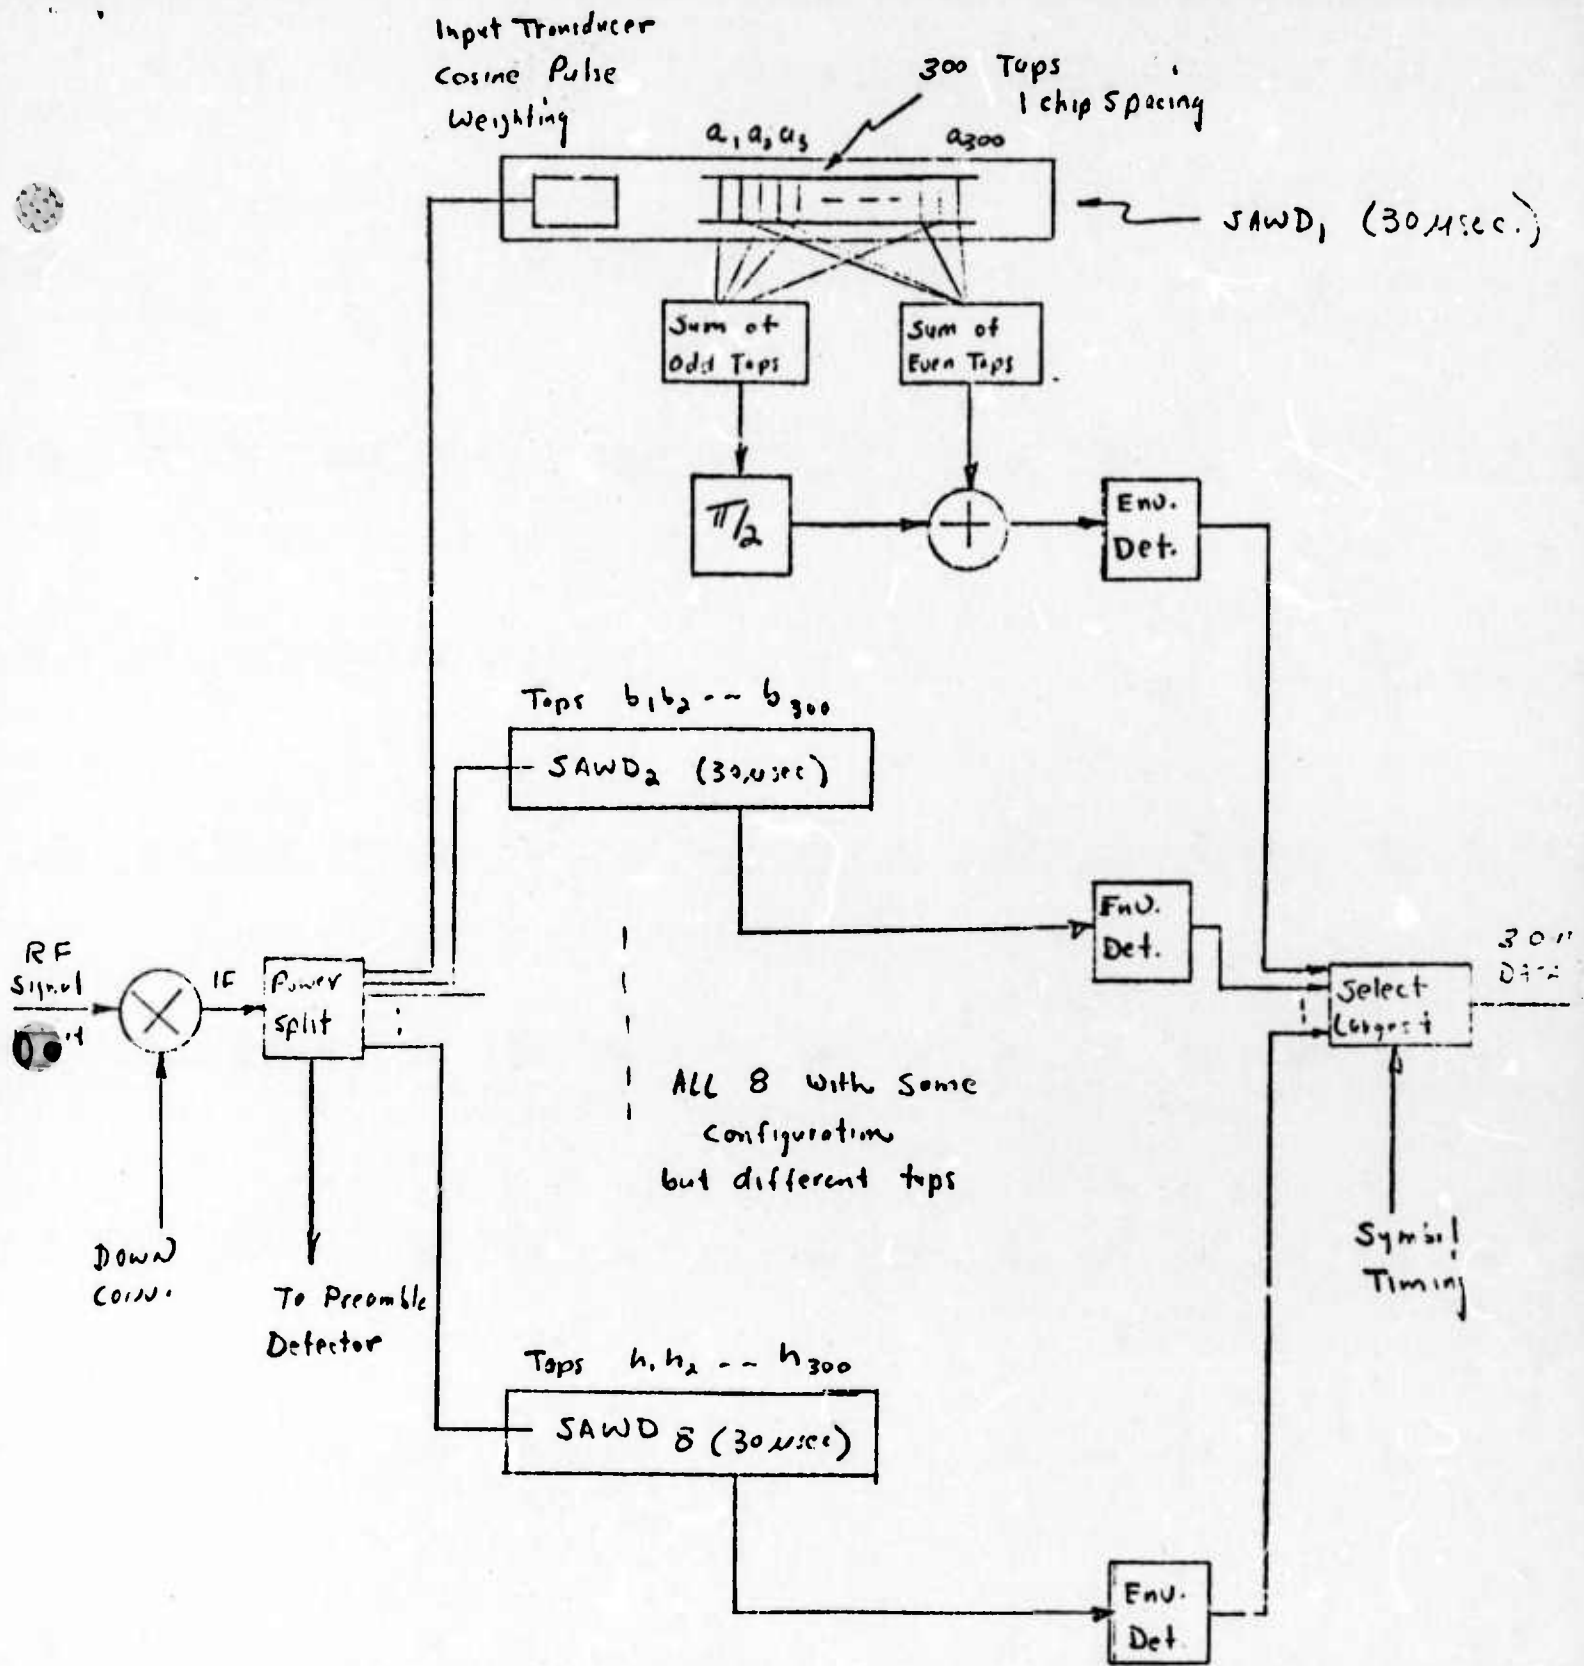 Input Transducer
Cosine Pulse
Weighting
300 Taps
1 chip Spacing
a₁ a₂ a₃
a₃₀₀
SAWD₁ (30 μsec.)
Sum of
Odd Taps
Sum of
Even Taps
π/2
+
Env.
Det.
Taps b₁ b₂ -- b₃₀₀
SAWD₂ (30 μsec)
Env.
Det.
RF
Signal
IF
Power
Split
Select
Largest
ALL 8 with Same
Configuration
but different taps
Down
Conv.
To Preamble
Detector
Symbol
Timing
Taps h₁ h₂ -- h₃₀₀
SAWD 8 (30 μsec)
Env.
Det.